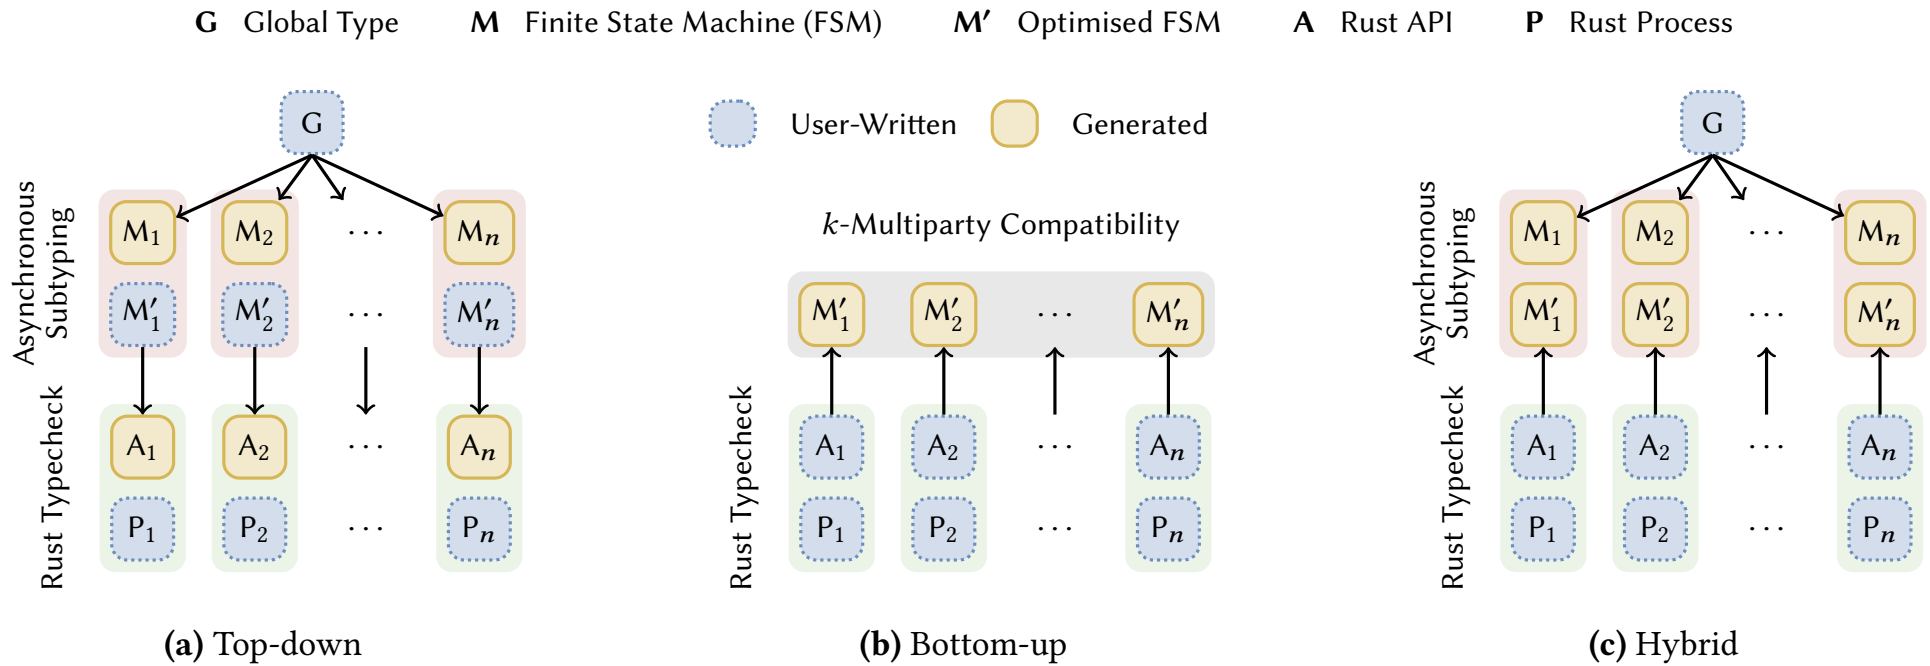 G Global Type M Finite State Machine (FSM) M′ Optimised FSM A Rust API P Rust Process
G
Asynchronous Subtyping
M1 M2 ... Mn
M′1 M′2 ... M′n
Rust Typecheck
A1 A2 ... An
P1 P2 ... Pn
(a) Top-down
User-Written Generated
k-Multiparty Compatibility
M′1 M′2 ... M′n
Rust Typecheck
A1 A2 ... An
P1 P2 ... Pn
(b) Bottom-up
G
Asynchronous Subtyping
M1 M2 ... Mn
M′1 M′2 ... M′n
Rust Typecheck
A1 A2 ... An
P1 P2 ... Pn
(c) Hybrid